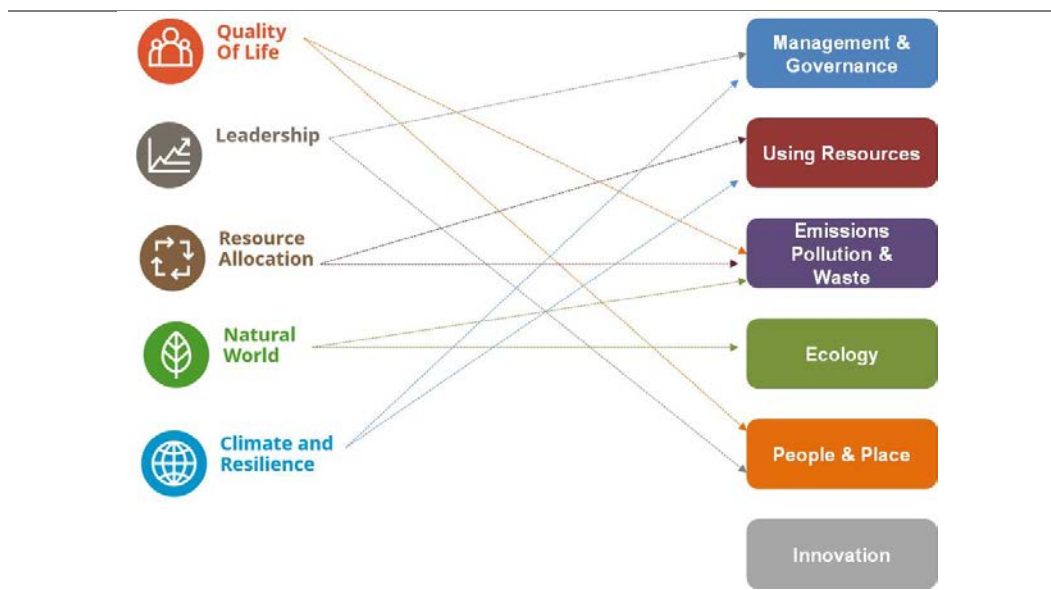 Quality
Of Life
Leadership
Resource
Allocation
Natural
World
Climate and
Resilience
Management &
Governance
Using Resources
Emissions
Pollution &
Waste
Ecology
People & Place
Innovation